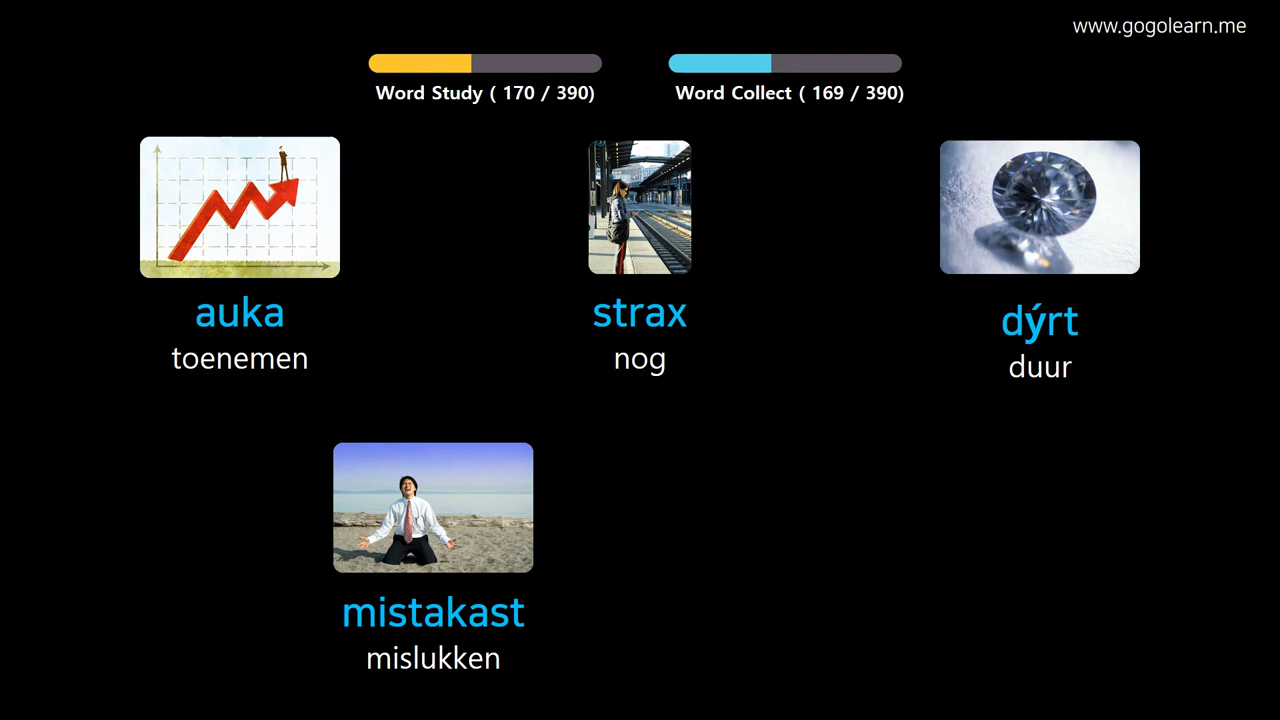 www.gogolearn.me
Word Study ( 170 / 390)
Word Collect ( 169 / 390)
auka
toenemen
strax
nog
dýrt
duur
mistakast
mislukken